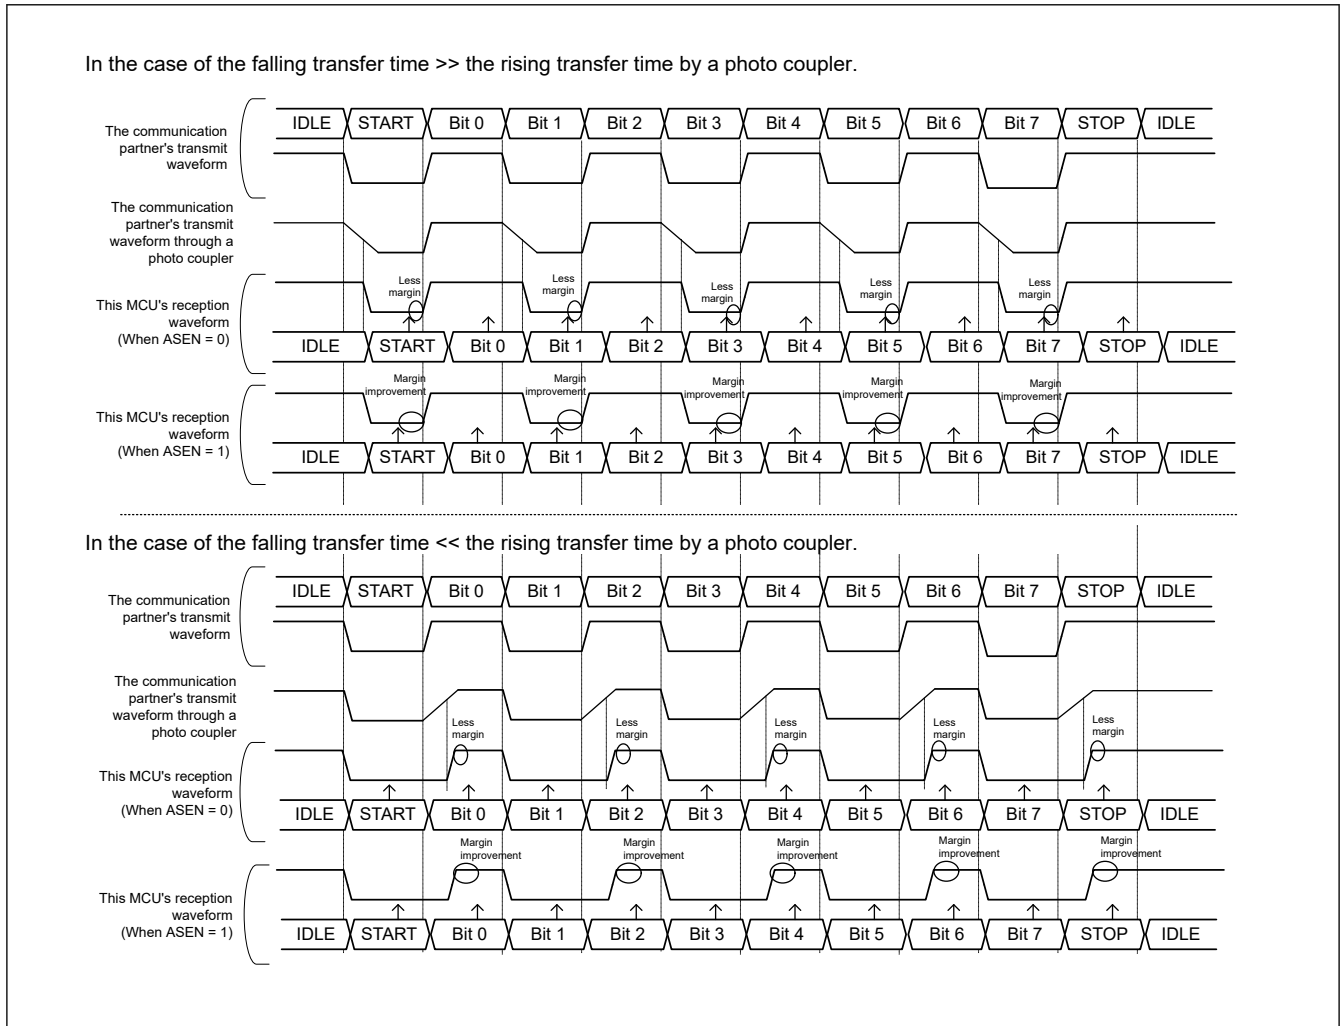 In the case of the falling transfer time >> the rising transfer time by a photo coupler.
The communication
partner's transmit
waveform
IDLE START Bit 0 Bit 1 Bit 2 Bit 3 Bit 4 Bit 5 Bit 6 Bit 7 STOP IDLE
The communication
partner's transmit
waveform through a
photo coupler
This MCU's reception
waveform
(When ASEN = 0)
Less
margin
Less
margin
Less
margin
Less
margin
Less
margin
IDLE START Bit 0 Bit 1 Bit 2 Bit 3 Bit 4 Bit 5 Bit 6 Bit 7 STOP IDLE
This MCU's reception
waveform
(When ASEN = 1)
Margin
improvement
Margin
improvement
Margin
improvement
Margin
improvement
Margin
improvement
IDLE START Bit 0 Bit 1 Bit 2 Bit 3 Bit 4 Bit 5 Bit 6 Bit 7 STOP IDLE
In the case of the falling transfer time << the rising transfer time by a photo coupler.
The communication
partner's transmit
waveform
IDLE START Bit 0 Bit 1 Bit 2 Bit 3 Bit 4 Bit 5 Bit 6 Bit 7 STOP IDLE
The communication
partner's transmit
waveform through a
photo coupler
Less
margin
Less
margin
Less
margin
Less
margin
Less
margin
This MCU's reception
waveform
(When ASEN = 0)
IDLE START Bit 0 Bit 1 Bit 2 Bit 3 Bit 4 Bit 5 Bit 6 Bit 7 STOP IDLE
Margin
improvement
Margin
improvement
Margin
improvement
Margin
improvement
Margin
improvement
This MCU's reception
waveform
(When ASEN = 1)
IDLE START Bit 0 Bit 1 Bit 2 Bit 3 Bit 4 Bit 5 Bit 6 Bit 7 STOP IDLE